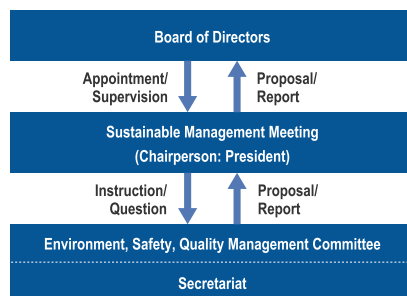 Board of Directors
Appointment/
Supervision
Proposal/
Report
Sustainable Management Meeting
(Chairperson: President)
Instruction/
Question
Proposal/
Report
Environment, Safety, Quality Management Committee
Secretariat